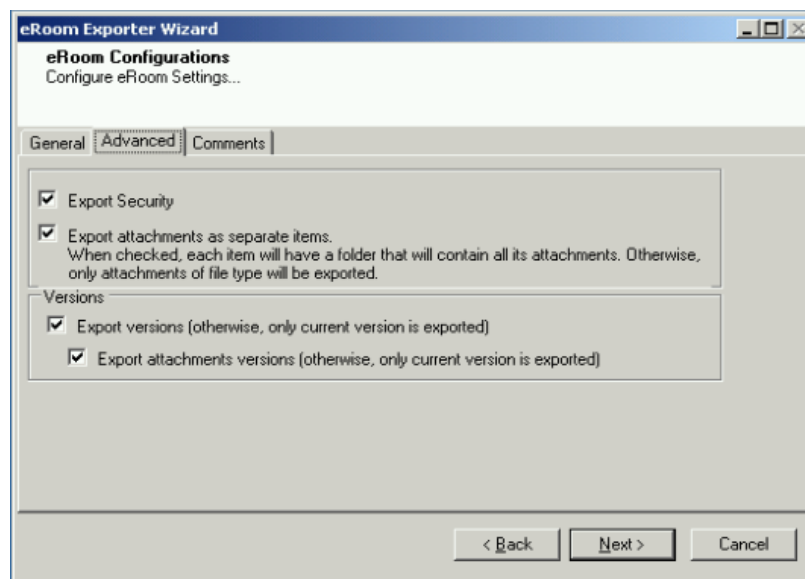 eRoom Exporter Wizard
eRoom Configurations
Configure eRoom Settings...
General Advanced Comments
Export Security
Export attachments as separate items.
When checked, each item will have a folder that will contain all its attachments. Otherwise,
only attachments of file type will be exported.
Versions
Export versions (otherwise, only current version is exported)
Export attachments versions (otherwise, only current version is exported)
< Back Next > Cancel